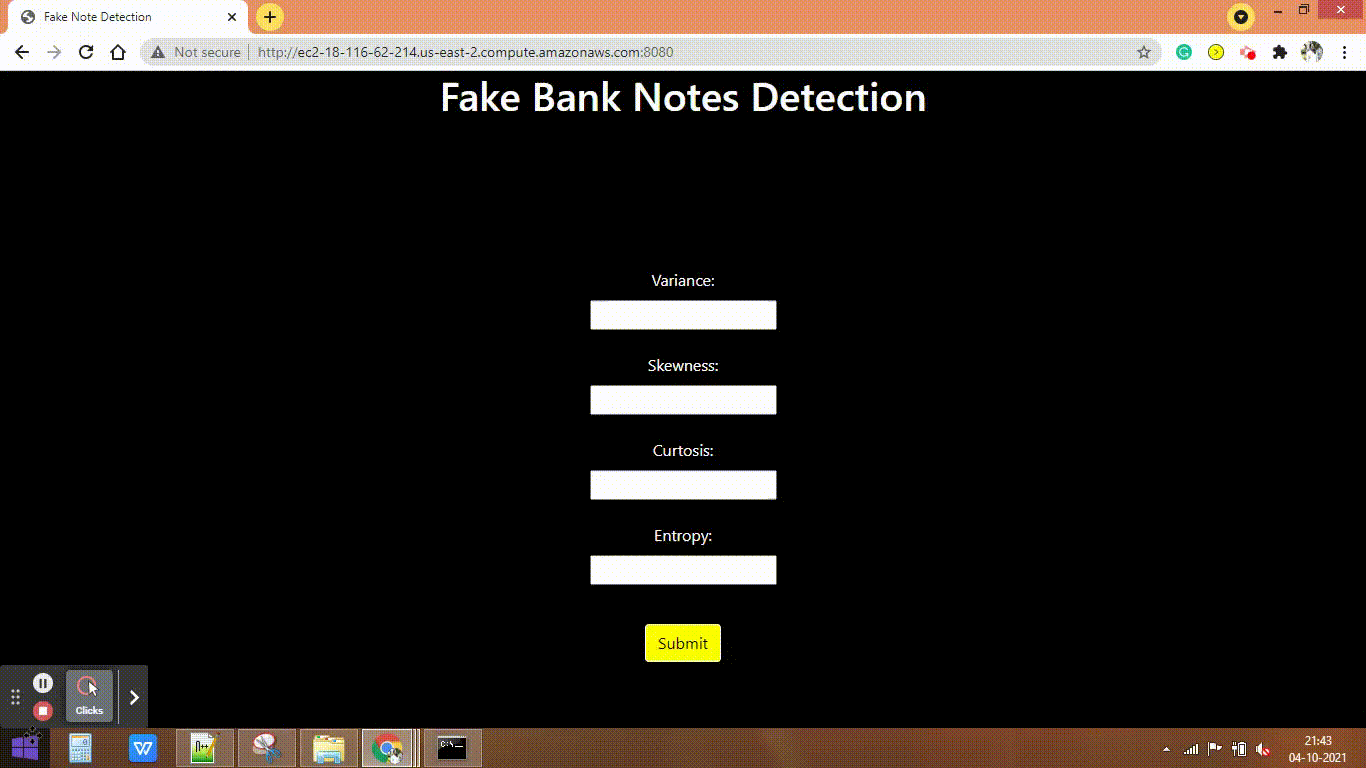 Fake Note Detection
Not secure
http://ec2-18-116-62-214.us-east-2.compute.amazonaws.com:8080
Fake Bank Notes Detection
Variance:
Skewness:
Curtosis:
Entropy:
Submit
Clicks
21:43
04-10-2021